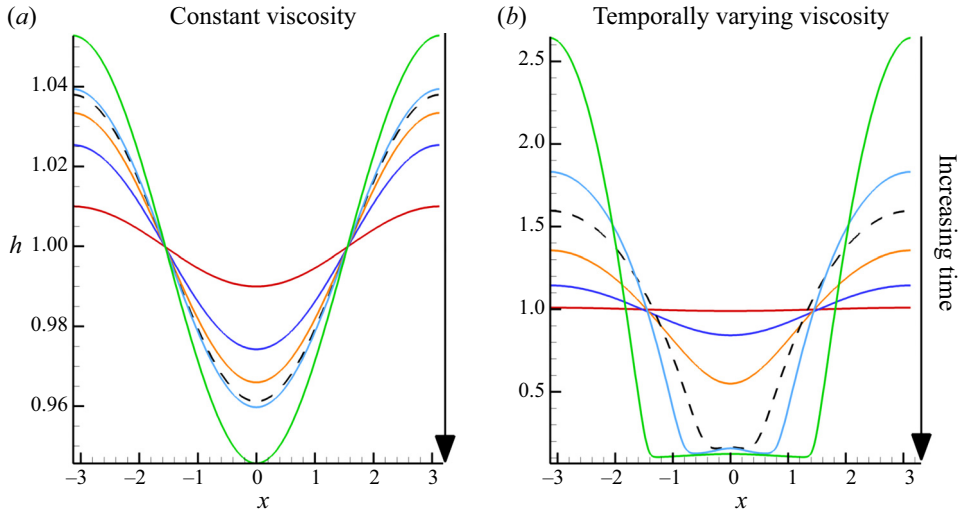 (a) Constant viscosity
1.04
1.02
h 1.00
0.98
0.96
–3 –2 –1 0 1 2 3
x
(b) Temporally varying viscosity
2.5
2.0
1.5
1.0
0.5
–3 –2 –1 0 1 2 3
x
Increasing time